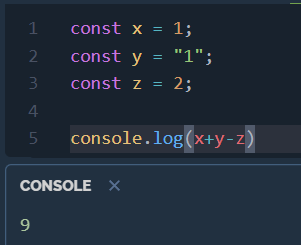 1 const x = 1;
2 const y = "1";
3 const z = 2;
4
5 console.log(x+y-z)
CONSOLE ×
9